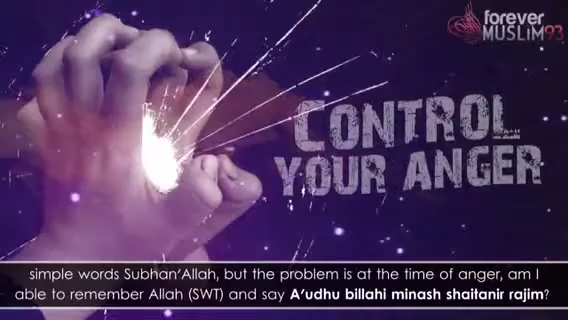 forever
MUSLiM93
CONTROL
YOUR ANGER
simple words Subhan'Allah, but the problem is at the time of anger, am I
able to remember Allah (SWT) and say A'udhu billahi minash shaitanir rajim?